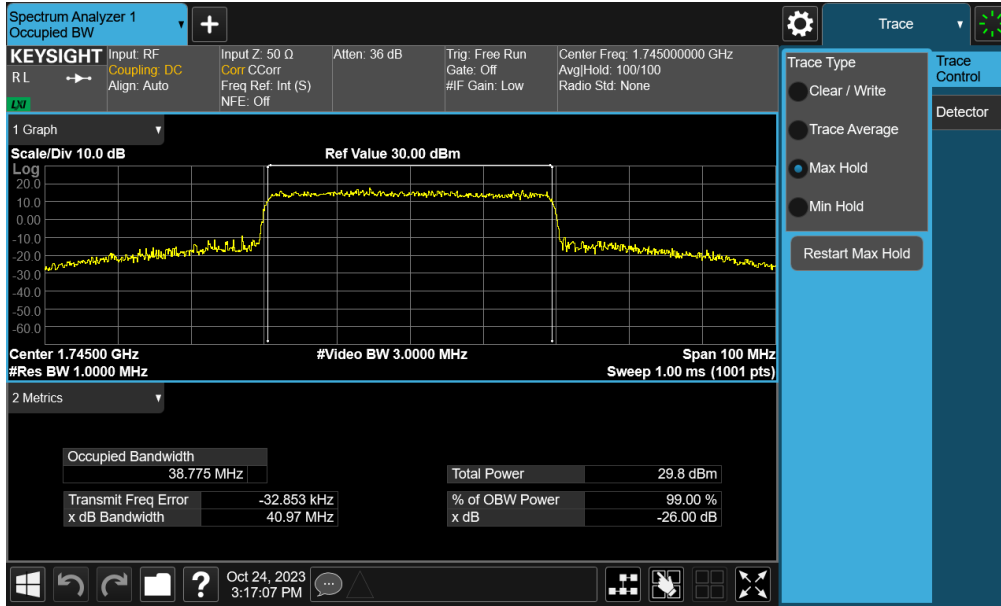 Spectrum Analyzer 1
Occupied BW
+
Trace
KEYSIGHT
RL
LXI
Input: RF
Coupling: DC
Align: Auto
Input Z: 50 Ω
Corr CCorr
Freq Ref: Int (S)
NFE: Off
Atten: 36 dB
Trig: Free Run
Gate: Off
#IF Gain: Low
Center Freq: 1.745000000 GHz
Avg|Hold: 100/100
Radio Std: None
1 Graph
Scale/Div 10.0 dB
Ref Value 30.00 dBm
Log
20.0
10.0
0.00
-10.0
-20.0
-30.0
-40.0
-50.0
-60.0
Center 1.74500 GHz
#Video BW 3.0000 MHz
Span 100 MHz
#Res BW 1.0000 MHz
Sweep 1.00 ms (1001 pts)
2 Metrics
Occupied Bandwidth
38.775 MHz
Total Power 29.8 dBm
Transmit Freq Error -32.853 kHz
% of OBW Power 99.00 %
x dB Bandwidth 40.97 MHz
x dB -26.00 dB
Trace Type
Clear / Write
Trace Average
Max Hold
Min Hold
Restart Max Hold
Trace
Control
Detector
?
Oct 24, 2023
3:17:07 PM